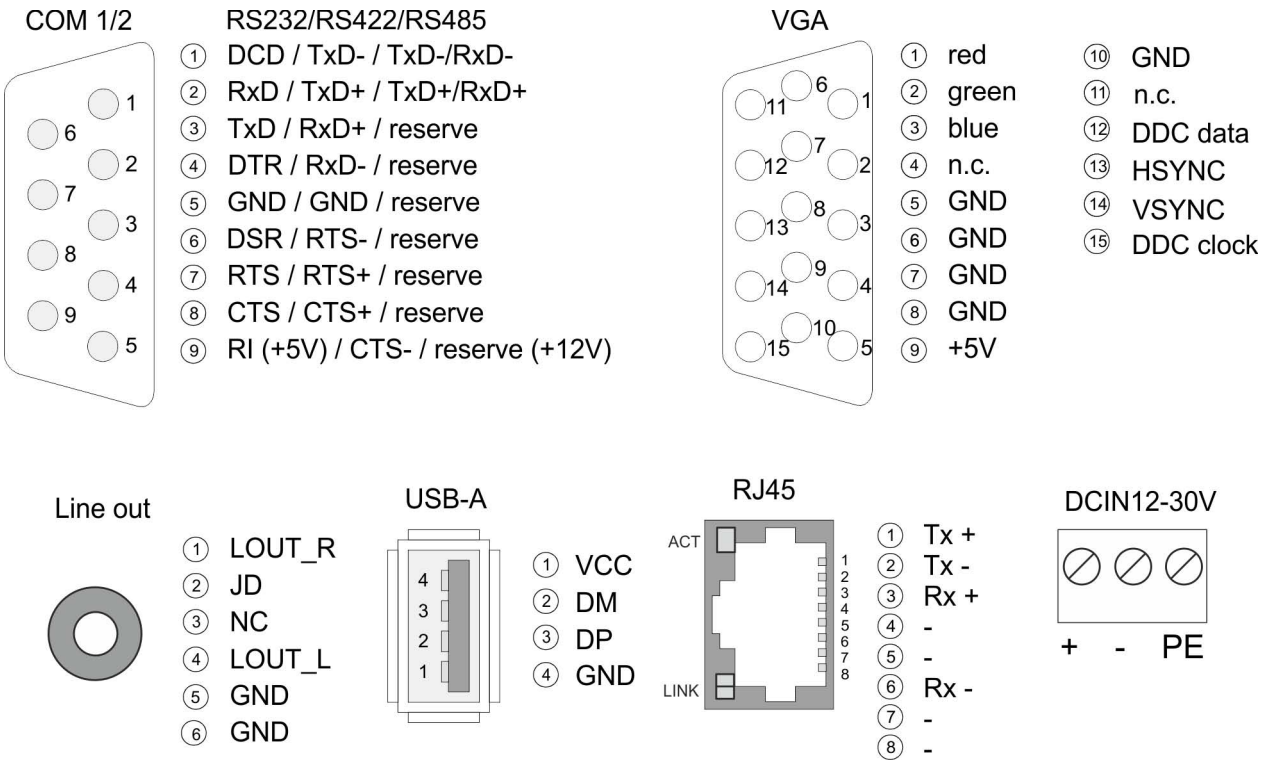 COM 1/2
RS232/RS422/RS485
1 DCD / TxD- / TxD-/RxD-
2 RxD / TxD+ / TxD+/RxD+
3 TxD / RxD+ / reserve
4 DTR / RxD- / reserve
5 GND / GND / reserve
6 DSR / RTS- / reserve
7 RTS / RTS+ / reserve
8 CTS / CTS+ / reserve
9 RI (+5V) / CTS- / reserve (+12V)
1
6
2
7
3
8
4
9
5
VGA
6
11
1
7
12
2
8
13
3
9
14
4
10
15
5
1 red
2 green
3 blue
4 n.c.
5 GND
6 GND
7 GND
8 GND
9 +5V
10 GND
11 n.c.
12 DDC data
13 HSYNC
14 VSYNC
15 DDC clock
Line out
1 LOUT_R
2 JD
3 NC
4 LOUT_L
5 GND
6 GND
USB-A
4
3
2
1
1 VCC
2 DM
3 DP
4 GND
RJ45
ACT
LINK
1
2
3
4
5
6
7
8
1 Tx +
2 Tx -
3 Rx +
4 -
5 -
6 Rx -
7 -
8 -
DCIN12-30V
+ - PE